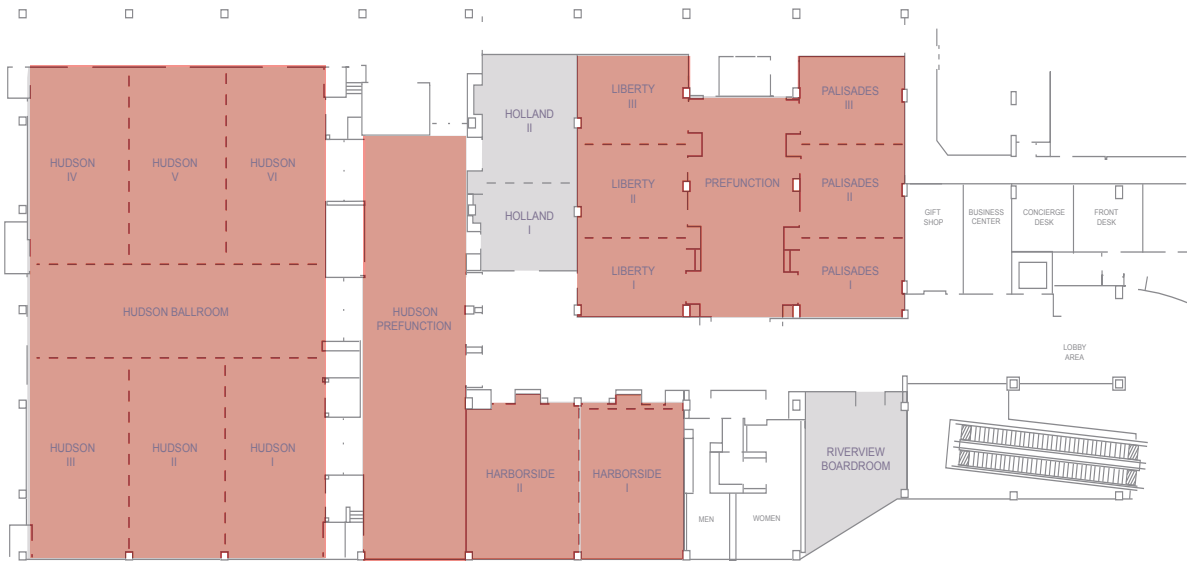 HUDSON
IV
HUDSON
V
HUDSON
VI
HUDSON BALLROOM
HUDSON
III
HUDSON
II
HUDSON
I
HUDSON
PREFUNCTION
HOLLAND
II
HOLLAND
I
LIBERTY
III
LIBERTY
II
LIBERTY
I
PREFUNCTION
PALISADES
III
PALISADES
II
PALISADES
I
GIFT
SHOP
BUSINESS
CENTER
CONCIERGE
DESK
FRONT
DESK
LOBBY
AREA
HARBORSIDE
II
HARBORSIDE
I
MEN
WOMEN
RIVERVIEW
BOARDROOM